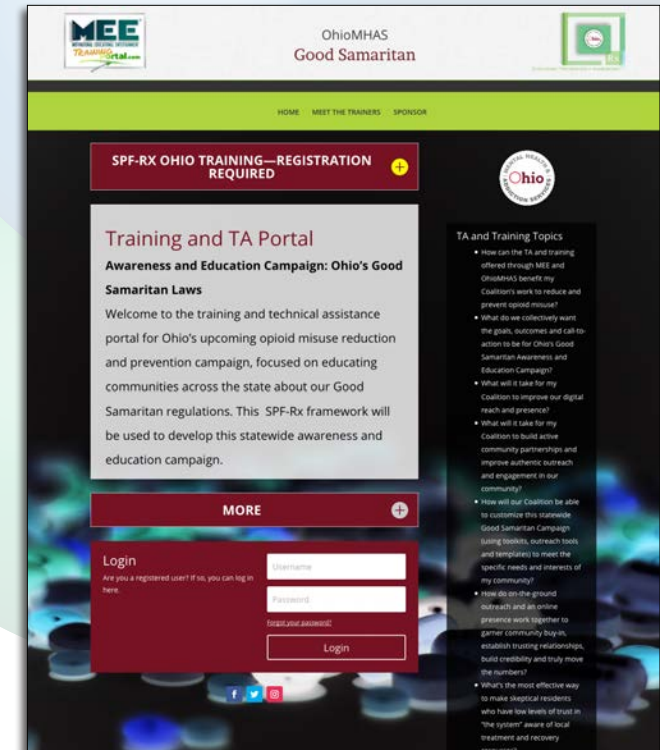 MEE
MOTIVATIONAL EDUCATIONAL ENTERTAINMENT
TRAINING
Portal.com
OhioMHAS
Good Samaritan
Ohio
Rx
HOME
MEET THE TRAINERS
SPONSOR
SPF-RX OHIO TRAINING—REGISTRATION
REQUIRED
Training and TA Portal
Awareness and Education Campaign: Ohio's Good
Samaritan Laws
Welcome to the training and technical assistance
portal for Ohio's upcoming opioid misuse reduction
and prevention campaign, focused on educating
communities across the state about our Good
Samaritan regulations. This SPF-Rx framework will
be used to develop this statewide awareness and
education campaign.
MORE
Login
Are you a registered user? If so, you can log in
here.
Username
Password
Forgot your password?
Login
MENTAL HEALTH &
Ohio
ADDICTION SERVICES
TA and Training Topics
• How can the TA and training
offered through MEE and
OhioMHAS benefit my
Coalition's work to reduce and
prevent opioid misuse?
• What do we collectively want
the goals, outcomes and call-to-
action to be for Ohio's Good
Samaritan Awareness and
Education Campaign?
• What will it take for my
Coalition to improve our digital
reach and presence?
• What will it take for my
Coalition to build active
community partnerships and
improve authentic outreach
and engagement in our
community?
• How will our Coalition be able
to customize this statewide
Good Samaritan Campaign
(using toolkits, outreach tools
and templates) to meet the
specific needs and interests of
my community?
• How do on-the-ground
outreach and an online
presence work together to
garner community buy-in,
establish trusting relationships,
build credibility and truly move
the numbers?
• What's the most effective way
to make skeptical residents
who have low levels of trust in
"the system" aware of local
treatment and recovery